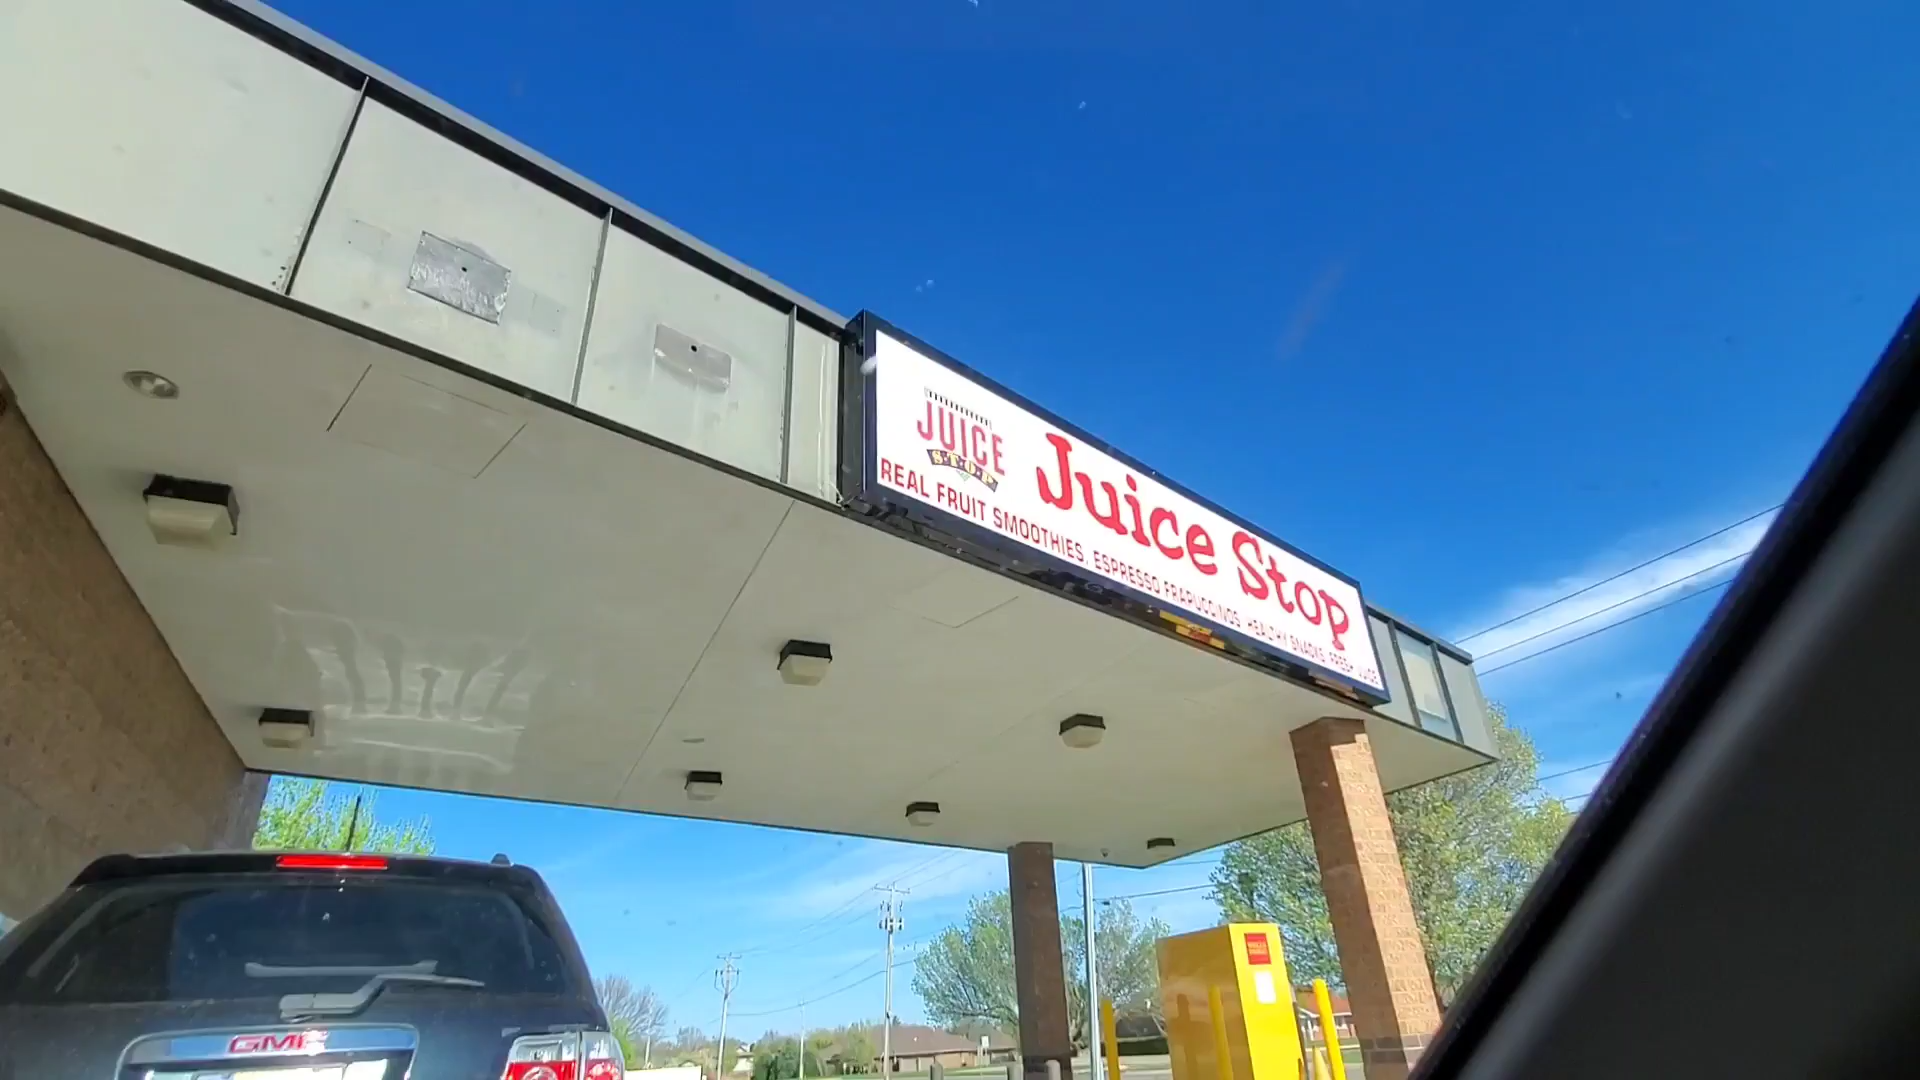 JUICE
STOP
Juice Stop
REAL FRUIT SMOOTHIES, ESPRESSO FRAPUCCINOS, HEALTHY SNACKS, FRESH JUICE
GMC